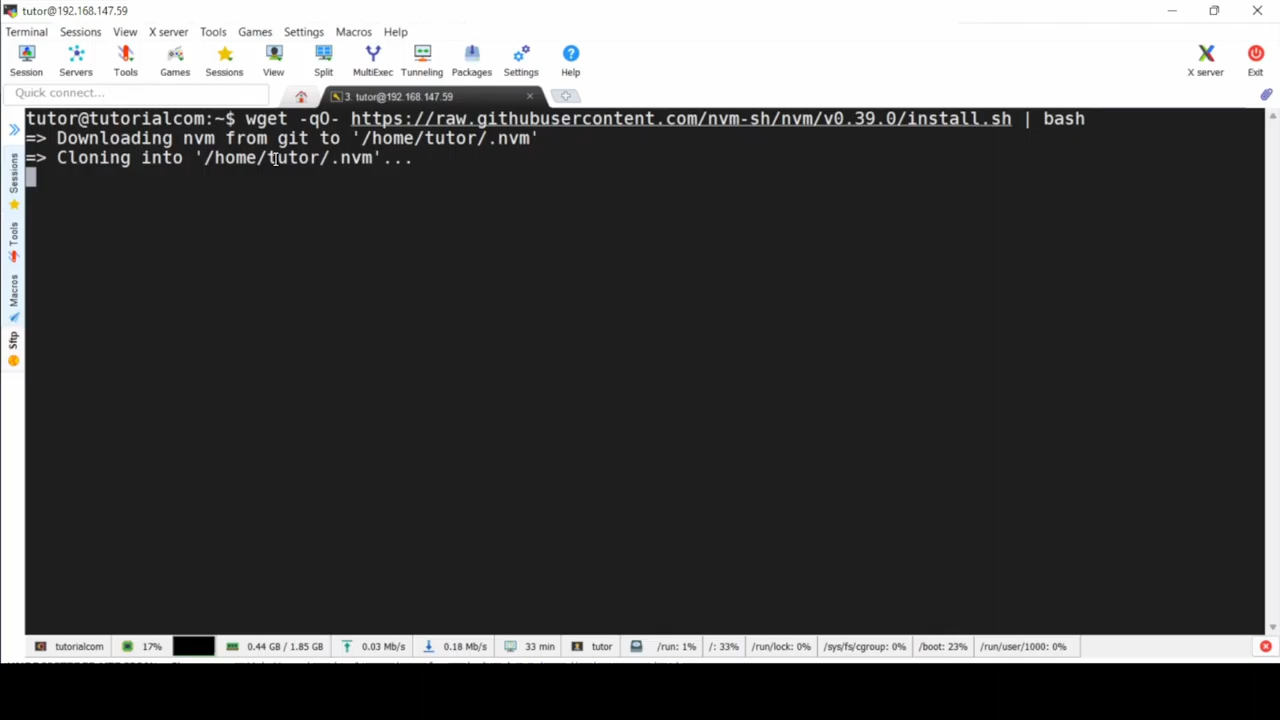 tutor@192.168.147.59
Terminal Sessions View X server Tools Games Settings Macros Help
Session Servers Tools Games Sessions View Split MultiExec Tunneling Packages Settings Help X server Exit
Quick connect...
3. tutor@192.168.147.59
tutor@tutorialcom:~$ wget -qO- https://raw.githubusercontent.com/nvm-sh/nvm/v0.39.0/install.sh | bash
=> Downloading nvm from git to '/home/tutor/.nvm'
=> Cloning into '/home/tutor/.nvm'...
Sessions
Tools
Macros
Sftp
tutorialcom 17% 0.44 GB / 1.85 GB 0.03 Mb/s 0.18 Mb/s 33 min tutor /run: 1% /: 33% /run/lock: 0% /sys/fs/cgroup: 0% /boot: 23% /run/user/1000: 0%